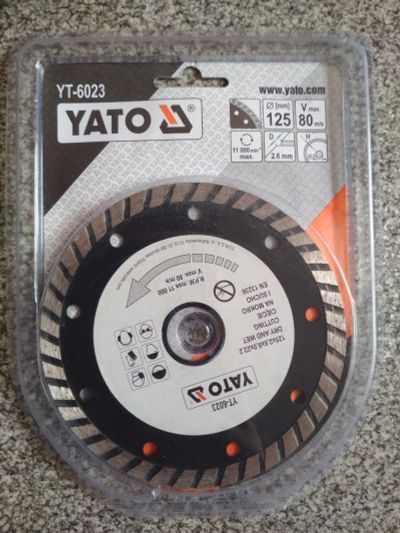 YT-6023
www.yato.com
YATO
Ø [mm]
125
V max.
80 m/s
11 000 min⁻¹
max.
D
2.6 mm
H
R.P.M. max 11 000
V max. 80 m/s
EN 13236
NA MOKRO
I SUCHO
CIĘCIE
CUTTING
DRY AND WET
YATO
YT-6023